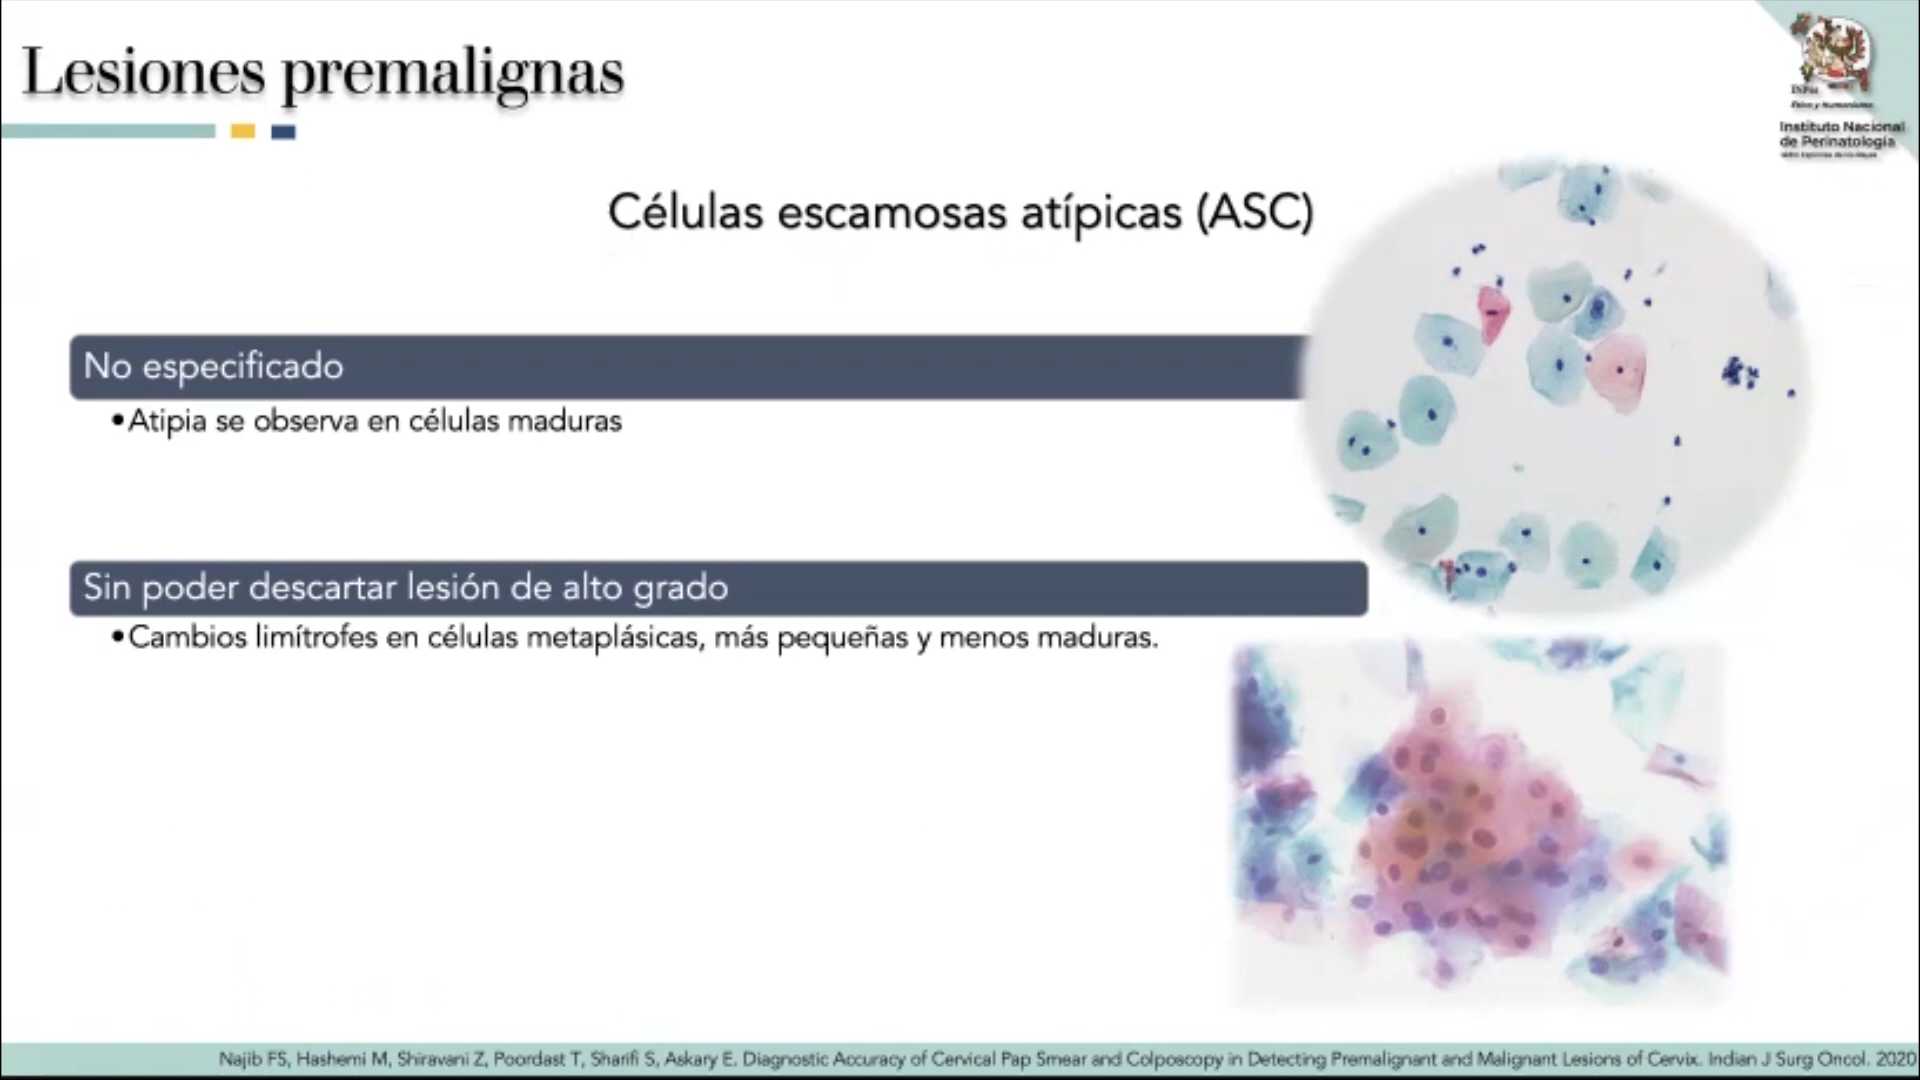 Lesiones premalignas
INPer
Ética y Humanismo
Instituto Nacional
de Perinatología
Células escamosas atípicas (ASC)
No especificado
•Atipia se observa en células maduras
Sin poder descartar lesión de alto grado
•Cambios limítrofes en células metaplásicas, más pequeñas y menos maduras.
Najib FS, Hashemi M, Shiravani Z, Poordast T, Sharifi S, Askary E. Diagnostic Accuracy of Cervical Pap Smear and Colposcopy in Detecting Premalignant and Malignant Lesions of Cervix. Indian J Surg Oncol. 2020